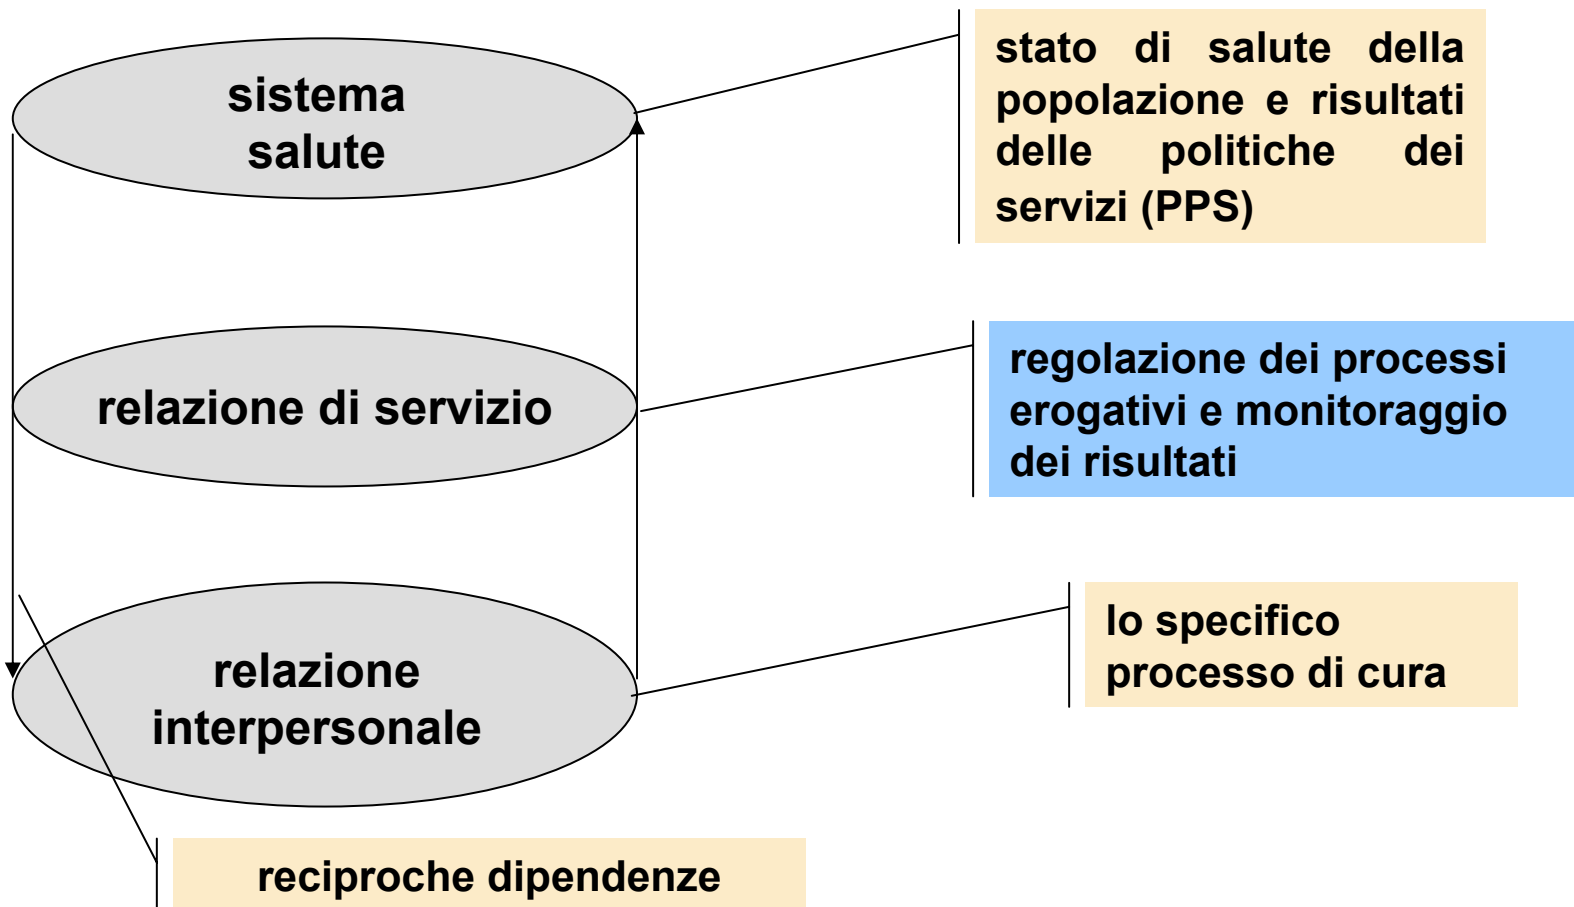 sistema
salute
stato di salute della
popolazione e risultati
delle politiche dei
servizi (PPS)
relazione di servizio
regolazione dei processi
erogativi e monitoraggio
dei risultati
relazione
interpersonale
lo specifico
processo di cura
reciproche dipendenze